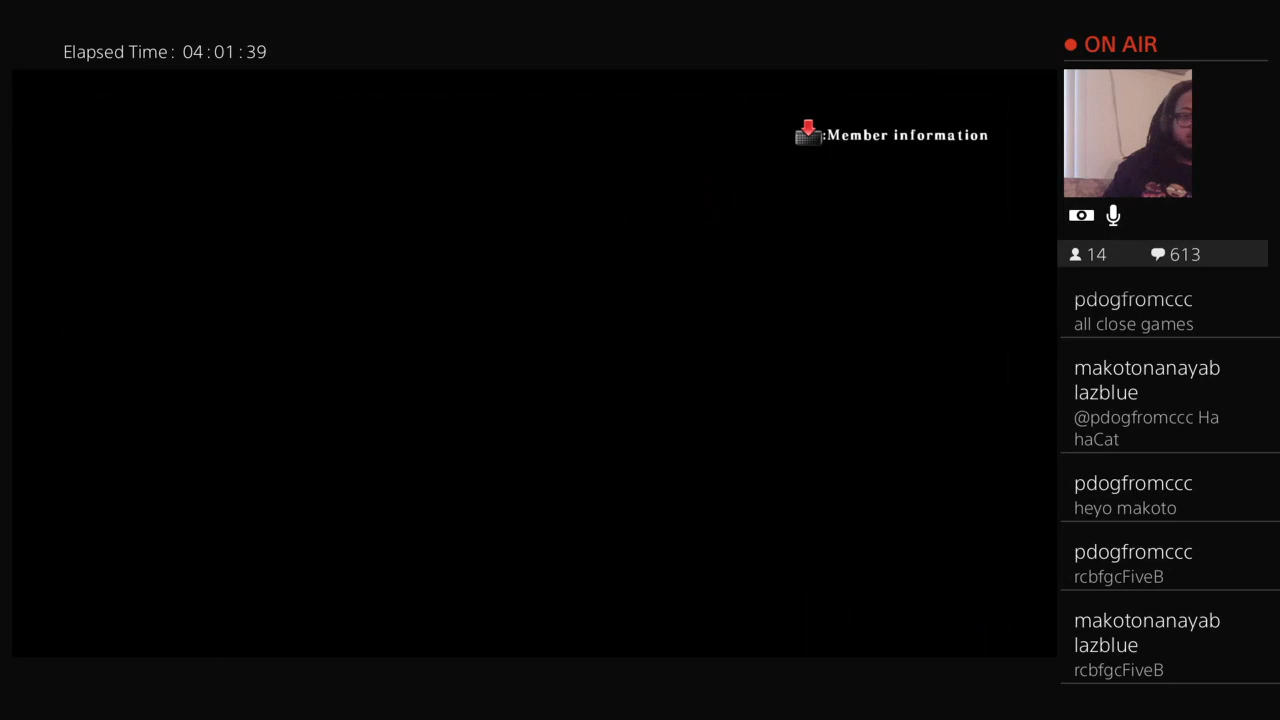 Elapsed Time: 04:01:39
ON AIR
:Member information
14 613
pdogfromccc
all close games
makotonanayab
lazblue
@pdogfromccc Ha
haCat
pdogfromccc
heyo makoto
pdogfromccc
rcbfgcFiveB
makotonanayab
lazblue
rcbfgcFiveB